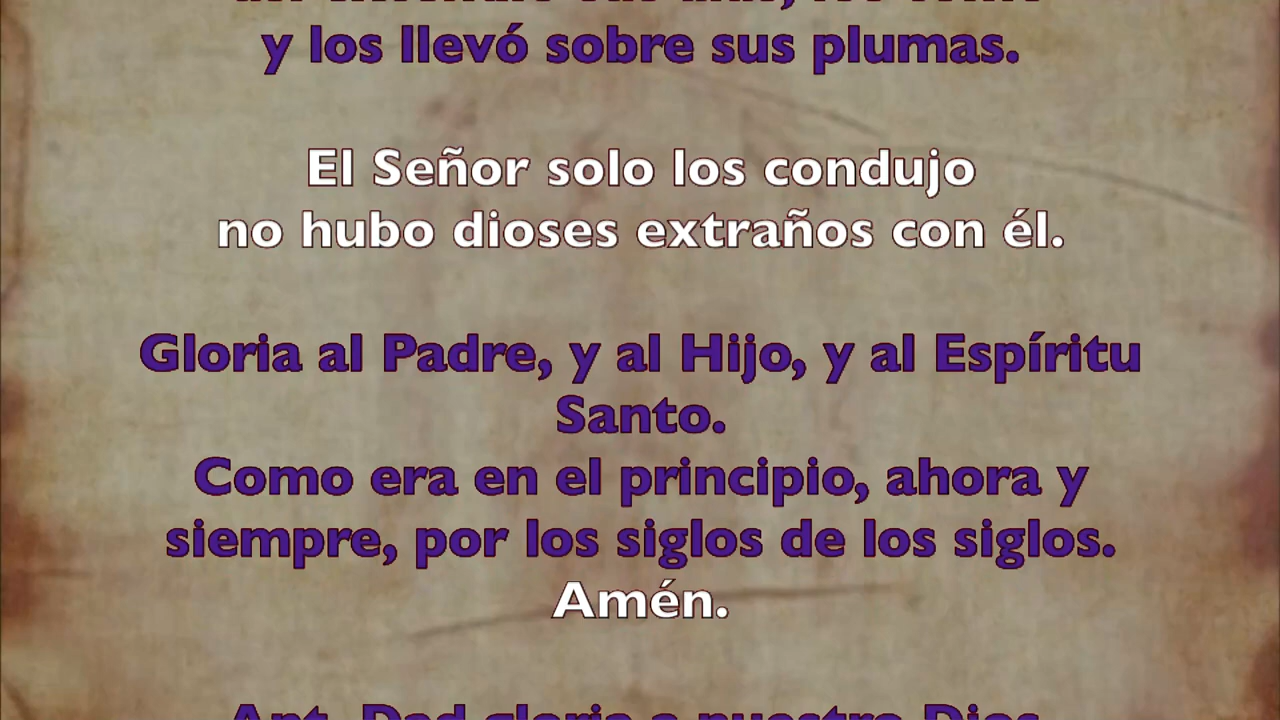 y los llevó sobre sus plumas.
El Señor solo los condujo
no hubo dioses extraños con él.
Gloria al Padre, y al Hijo, y al Espíritu
Santo.
Como era en el principio, ahora y
siempre, por los siglos de los siglos.
Amén.
Ant. Dad gloria a nuestro Dios